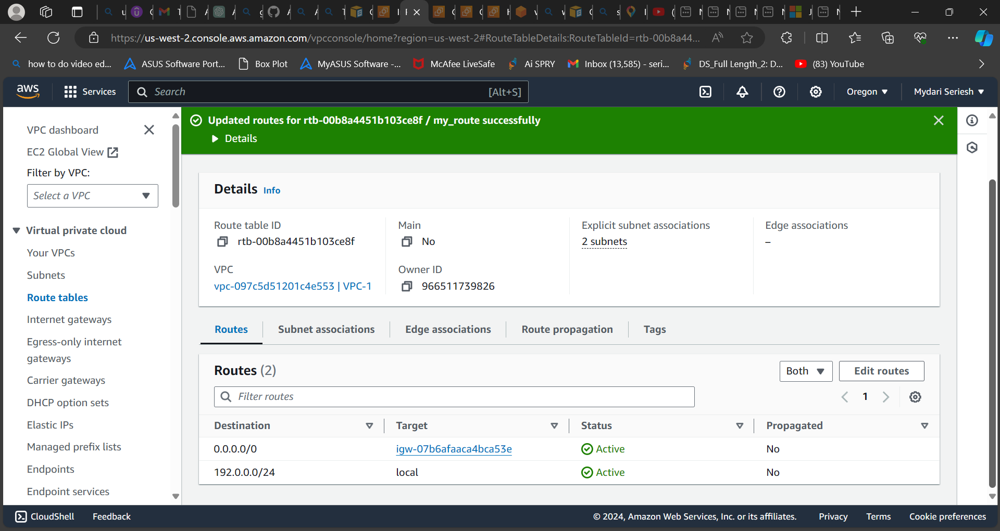 https://us-west-2.console.aws.amazon.com/vpcconsole/home?region=us-west-2#RouteTableDetails:RouteTableId=rtb-00b8a44...
how to do video ed...
ASUS Software Port...
Box Plot
MyASUS Software -...
McAfee LiveSafe
Ai SPRY
Inbox (13,585) - seri...
DS_Full Length_2: D...
(83) YouTube
aws
Services
Search
[Alt+S]
Oregon
Mydari Seriesh
VPC dashboard
EC2 Global View
Filter by VPC:
Select a VPC
Virtual private cloud
Your VPCs
Subnets
Route tables
Internet gateways
Egress-only internet
gateways
Carrier gateways
DHCP option sets
Elastic IPs
Managed prefix lists
Endpoints
Endpoint services
Updated routes for rtb-00b8a4451b103ce8f / my_route successfully
Details
Details Info
Route table ID
rtb-00b8a4451b103ce8f
Main
No
Explicit subnet associations
2 subnets
Edge associations
–
VPC
vpc-097c5d51201c4e553 | VPC-1
Owner ID
966511739826
Routes
Subnet associations
Edge associations
Route propagation
Tags
Routes (2)
Both
Edit routes
Filter routes
1
Destination
Target
Status
Propagated
0.0.0.0/0
igw-07b6afaaca4bca53e
Active
No
192.0.0.0/24
local
Active
No
CloudShell
Feedback
© 2024, Amazon Web Services, Inc. or its affiliates.
Privacy
Terms
Cookie preferences